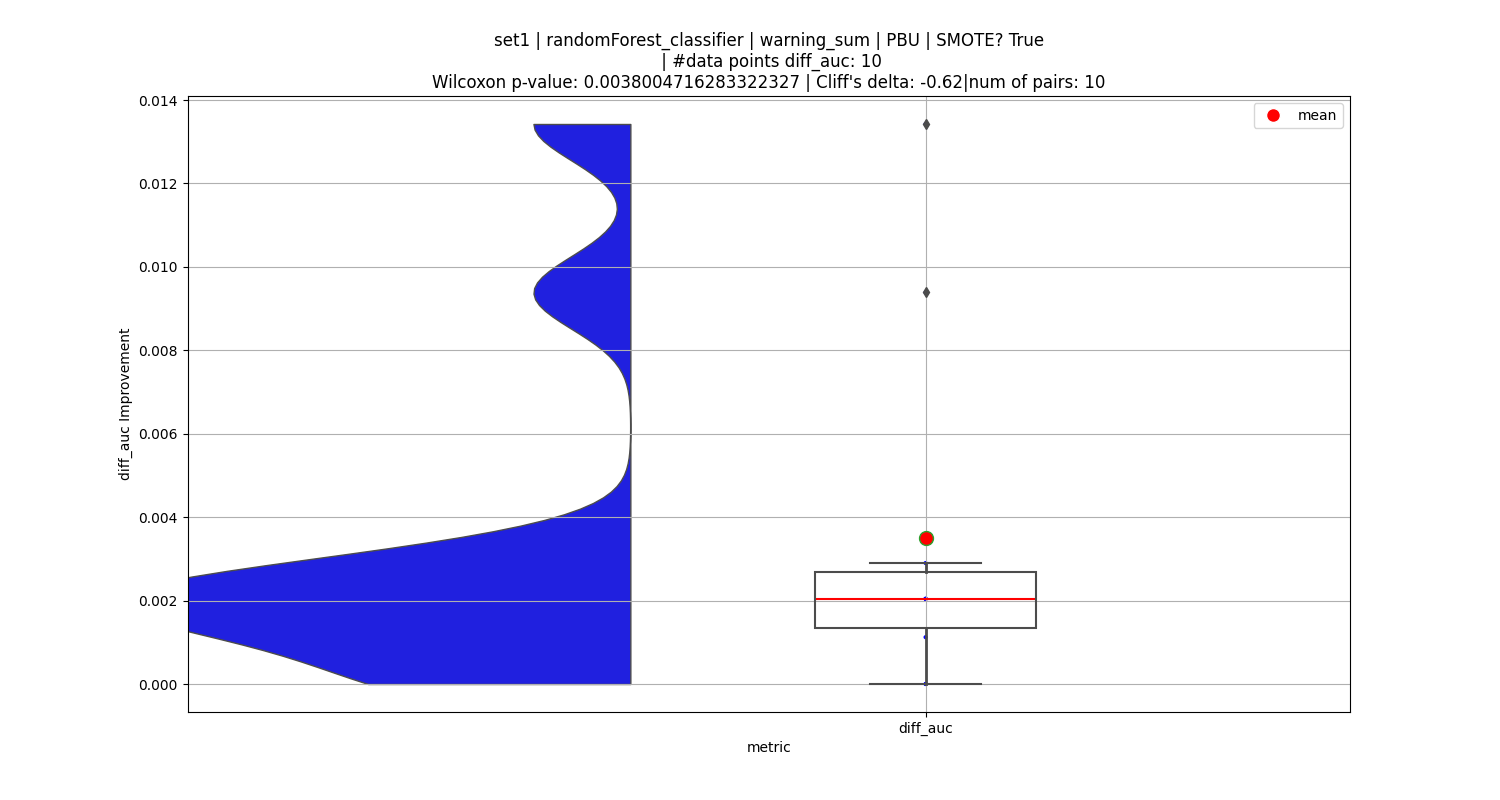 set1 | randomForest_classifier | warning_sum | PBU | SMOTE? True
| #data points diff_auc: 10
Wilcoxon p-value: 0.0038004716283322327 | Cliff's delta: -0.62|num of pairs: 10
mean
0.014
0.012
0.010
0.008
0.006
0.004
0.002
0.000
diff_auc Improvement
diff_auc
metric